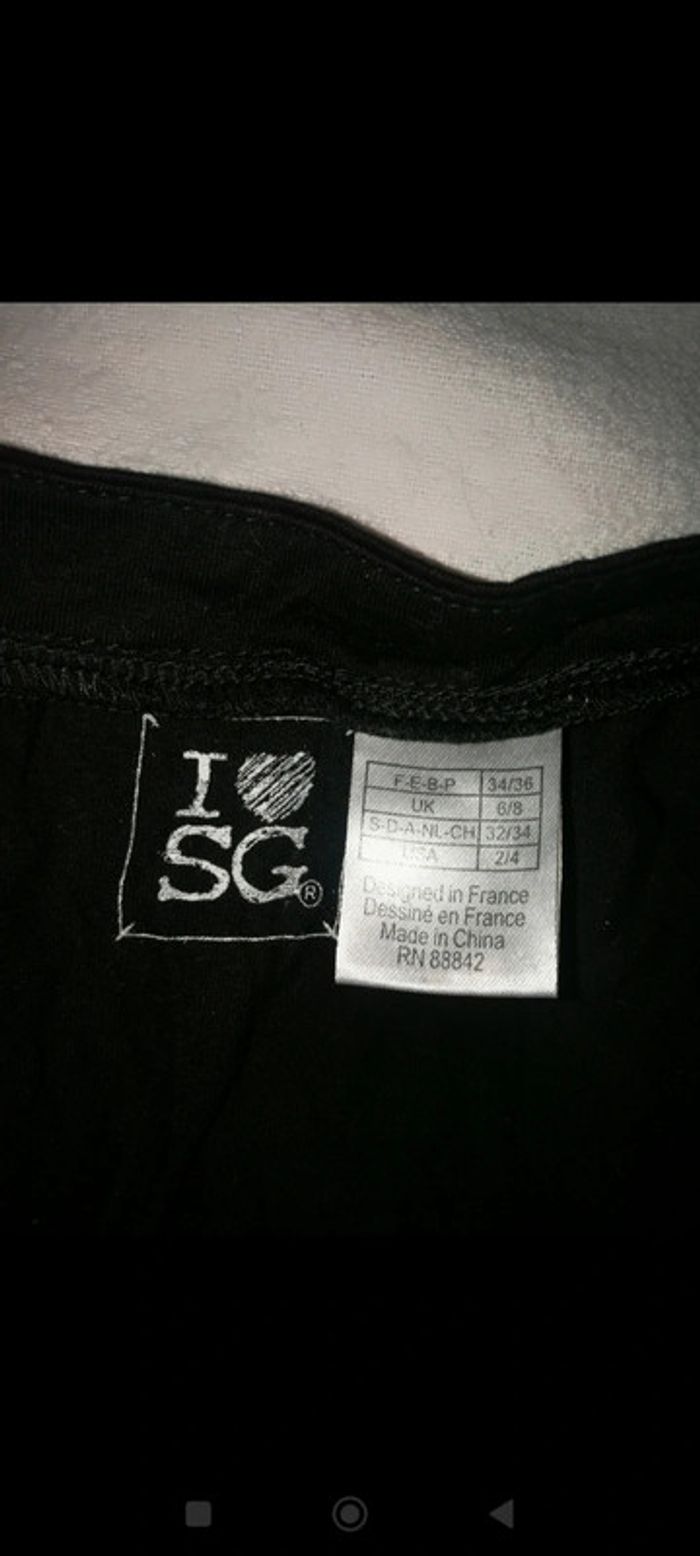 I
SG®
F-E-B-P 34/36
UK 6/8
S-D-A-NL-CH 32/34
USA 2/4
Designed in France
Dessiné en France
Made in China
RN 88842